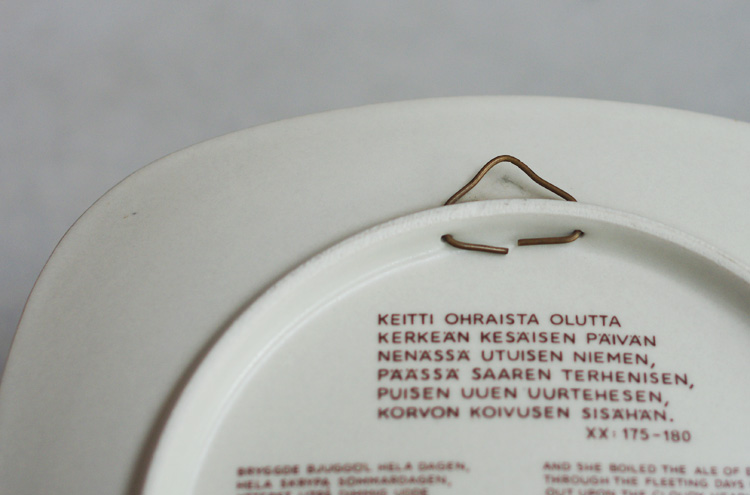 KEITTI OHRAISTA OLUTTA
KERKEÄN KESÄISEN PÄIVÄN
NENÄSSÄ UTUISEN NIEMEN,
PÄÄSSÄ SAAREN TERHENISEN,
PUISEN UUEN UURTEHESEN,
KORVON KOIVUSEN SISÄHÄN.
XX: 175-180
BRYGGDE BJUGGÖL HELA DAGEN,
HELA SKRYPA SOMMARDAGEN,
AND SHE BOILED THE ALE OF
THROUGH THE FLEETING DAYS